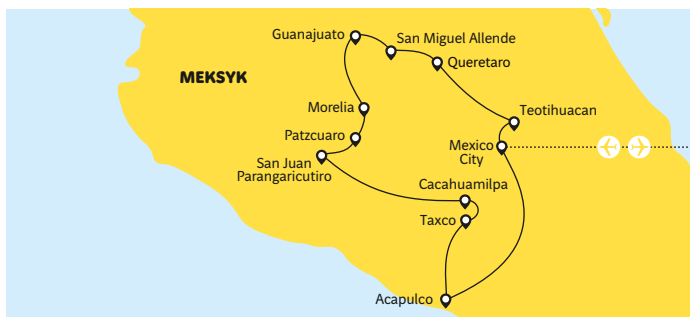 Guanajuato
San Miguel Allende
Queretaro
MEKSYK
Morelia
Teotihuacan
Patzcuaro
Mexico
City
San Juan
Parangaricutiro
Cacahuamilpa
Taxco
Acapulco